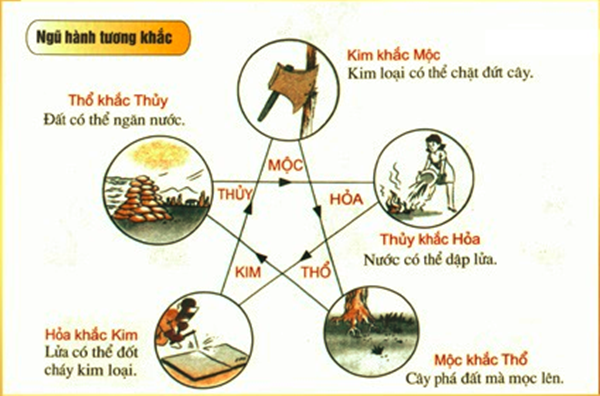 Ngũ hành tương khắc
Kim khắc Mộc
Kim loại có thể chặt đứt cây.
Thổ khắc Thủy
Đất có thể ngăn nước.
MỘC
THỦY
HỎA
Thủy khắc Hỏa
Nước có thể dập lửa.
KIM
THỔ
Hỏa khắc Kim
Lửa có thể đốt
cháy kim loại.
Mộc khắc Thổ
Cây phá đất mà mọc lên.